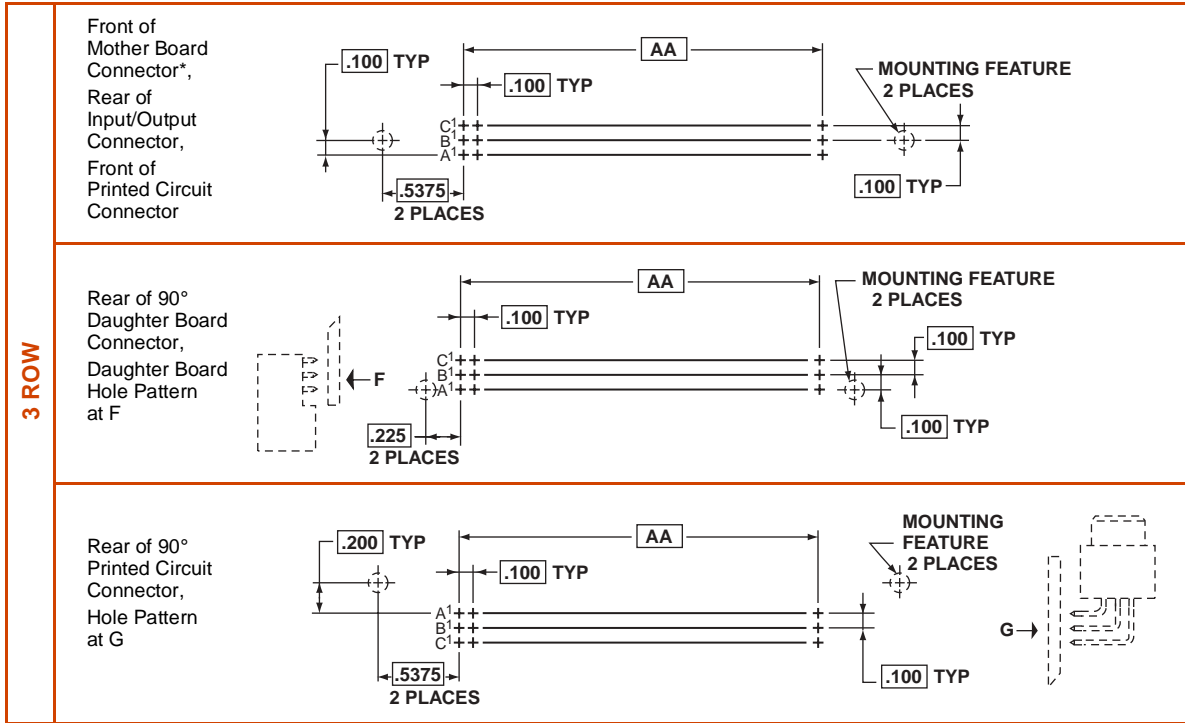 3 ROW
Front of
Mother Board
Connector*,
Rear of
Input/Output
Connector,
Front of
Printed Circuit
Connector
.100 TYP
AA
.100 TYP
MOUNTING FEATURE
2 PLACES
C1
B1
A1
.5375
2 PLACES
.100 TYP
Rear of 90°
Daughter Board
Connector,
Daughter Board
Hole Pattern
at F
F
AA
.100 TYP
MOUNTING FEATURE
2 PLACES
.100 TYP
C1
B1
A1
.225
2 PLACES
.100 TYP
Rear of 90°
Printed Circuit
Connector,
Hole Pattern
at G
.200 TYP
AA
.100 TYP
MOUNTING
FEATURE
2 PLACES
A1
B1
C1
G
.5375
2 PLACES
.100 TYP